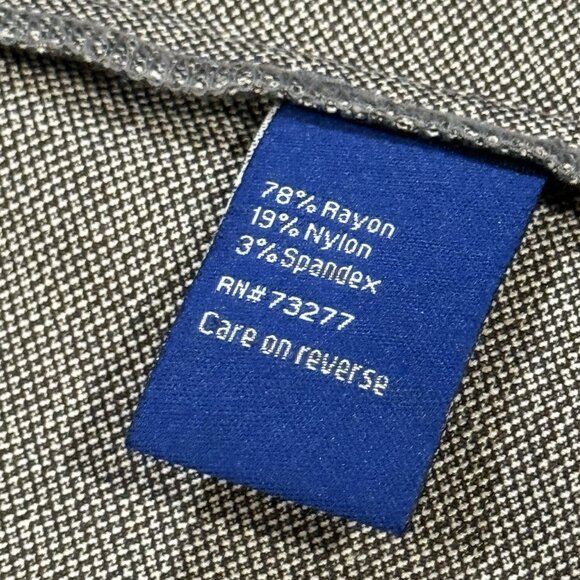 78% Rayon
19% Nylon
3% Spandex
RN# 73277
Care on reverse